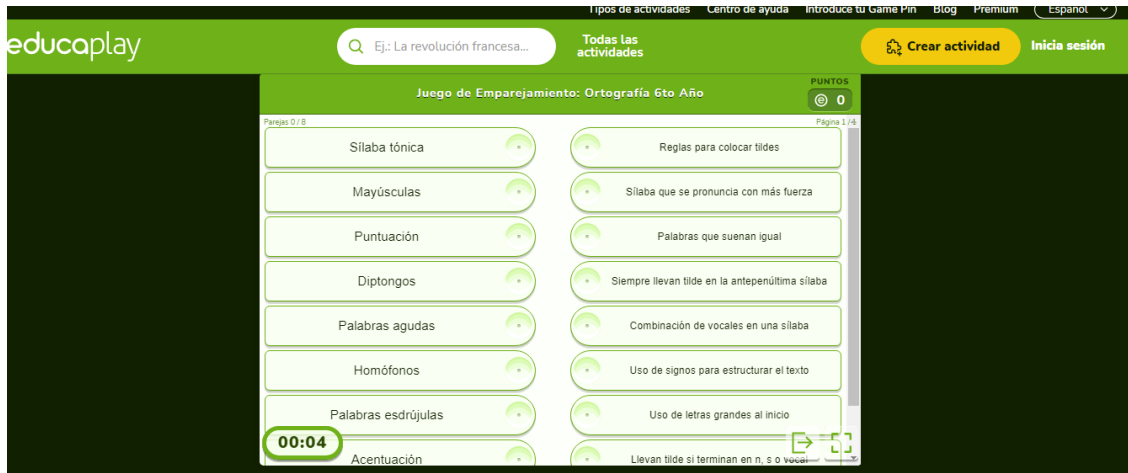 Tipos de actividades Centro de ayuda Introduce tu Game Pin Blog Premium Español
educaplay
Ej.: La revolución francesa...
Todas las
actividades
Crear actividad
Inicia sesión
Juego de Emparejamiento: Ortografía 6to Año
PUNTOS
0
Parejas 0 / 8
Página 1 /4
Sílaba tónica
Reglas para colocar tildes
Mayúsculas
Sílaba que se pronuncia con más fuerza
Puntuación
Palabras que suenan igual
Diptongos
Siempre llevan tilde en la antepenúltima sílaba
Palabras agudas
Combinación de vocales en una sílaba
Homófonos
Uso de signos para estructurar el texto
Palabras esdrújulas
Uso de letras grandes al inicio
00:04
Acentuación
Llevan tilde si terminan en n, s o vocal